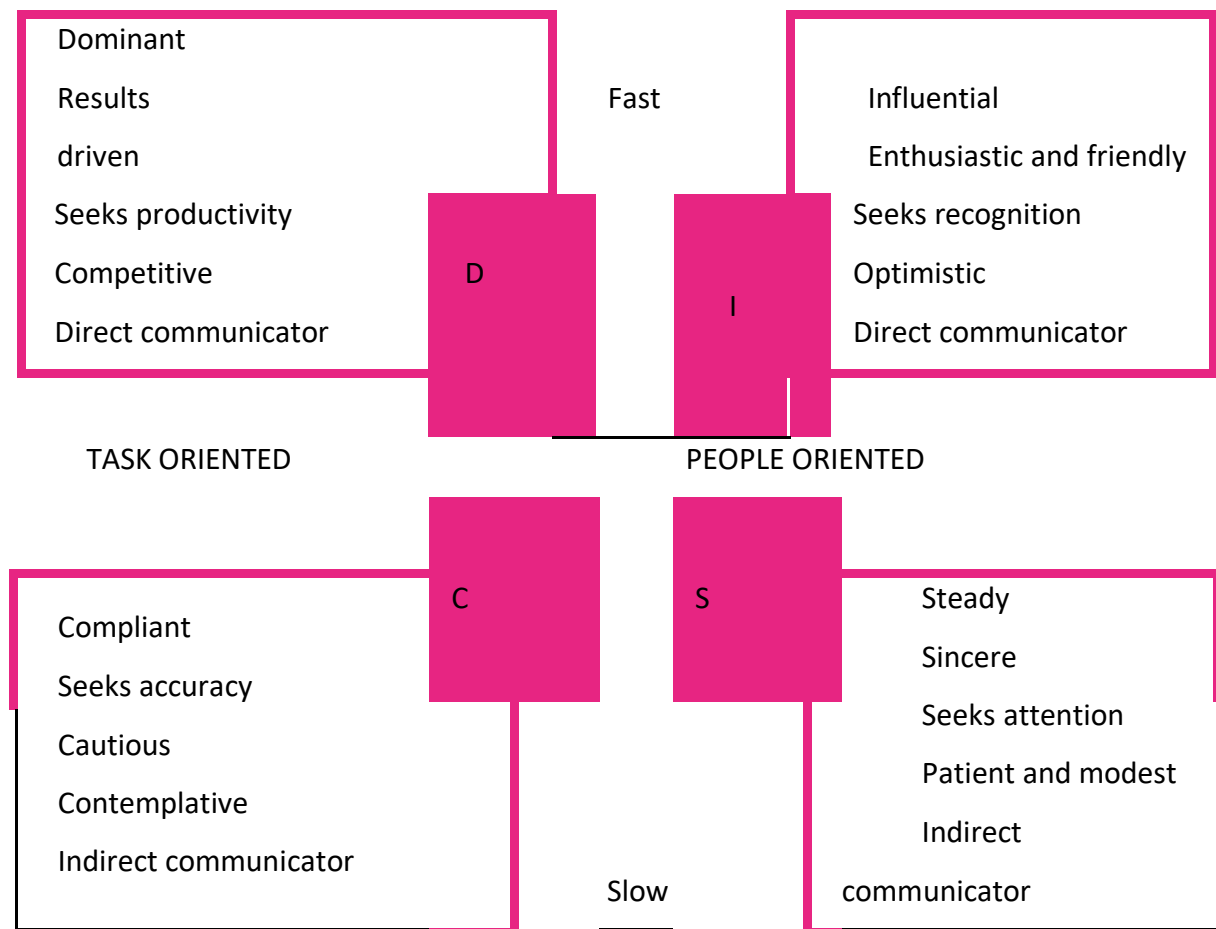 Dominant
Results
driven
Seeks productivity
Competitive
Direct communicator
D
Fast
I
Influential
Enthusiastic and friendly
Seeks recognition
Optimistic
Direct communicator
TASK ORIENTED
PEOPLE ORIENTED
C
Compliant
Seeks accuracy
Cautious
Contemplative
Indirect communicator
S
Steady
Sincere
Seeks attention
Patient and modest
Indirect
communicator
Slow